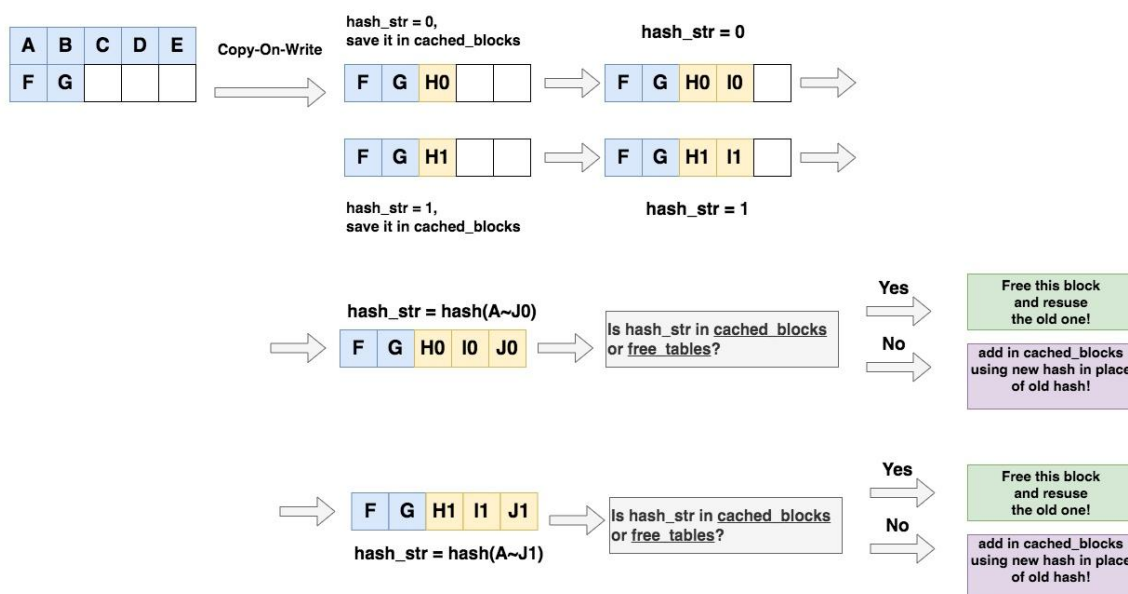 A B C D E
F G
Copy-On-Write
hash_str = 0,
save it in cached_blocks
F G H0
hash_str = 0
F G H0 I0
F G H1
hash_str = 1,
save it in cached_blocks
F G H1 I1
hash_str = 1
hash_str = hash(A~J0)
F G H0 I0 J0
Is hash_str in cached_blocks
or free_tables?
Yes
No
Free this block
and resuse
the old one!
add in cached_blocks
using new hash in place
of old hash!
F G H1 I1 J1
hash_str = hash(A~J1)
Is hash_str in cached_blocks
or free_tables?
Yes
No
Free this block
and resuse
the old one!
add in cached_blocks
using new hash in place
of old hash!